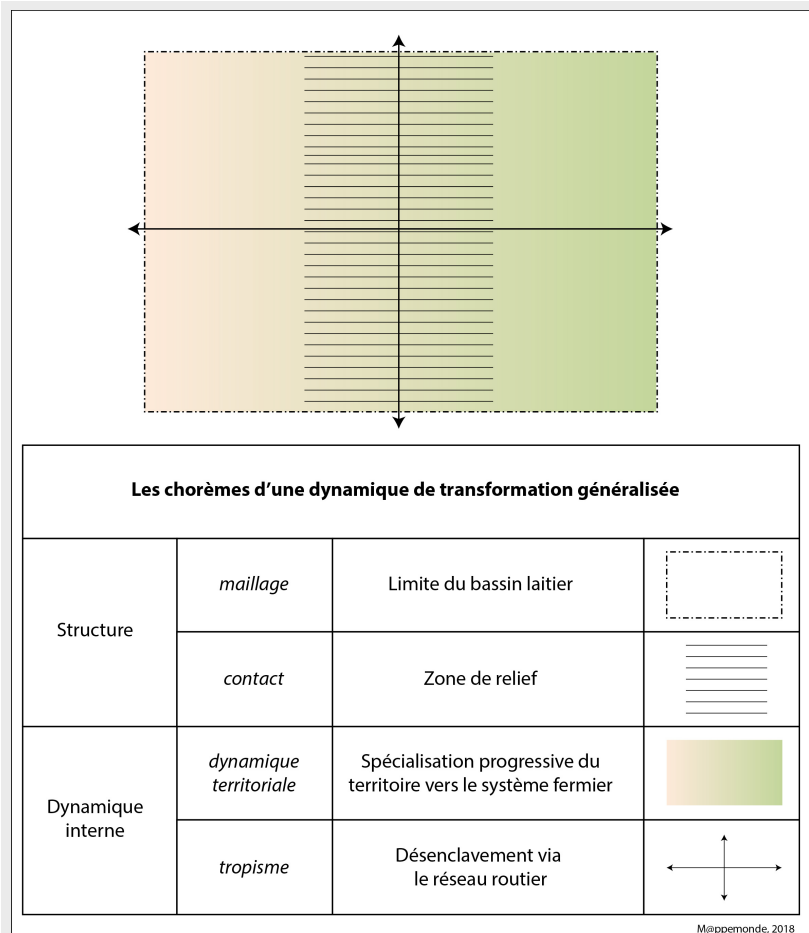 Les chorèmes d'une dynamique de transformation généralisée
Structure
maillage
Limite du bassin laitier
contact
Zone de relief
Dynamique
interne
dynamique
territoriale
Spécialisation progressive du
territoire vers le système fermier
tropisme
Désenclavement via
le réseau routier
M@ppemonde, 2018